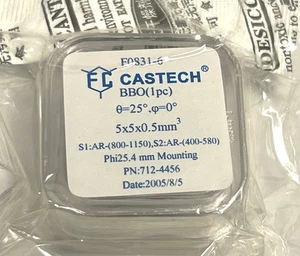 F0831-6
CASTECH®
BBO(1pc)
θ=25°,φ=0°
5x5x0.5mm³
S1:AR-(800-1150),S2:AR-(400-580)
Phi25.4 mm Mounting
PN:712-4456
Date:2005/8/5
DESICC